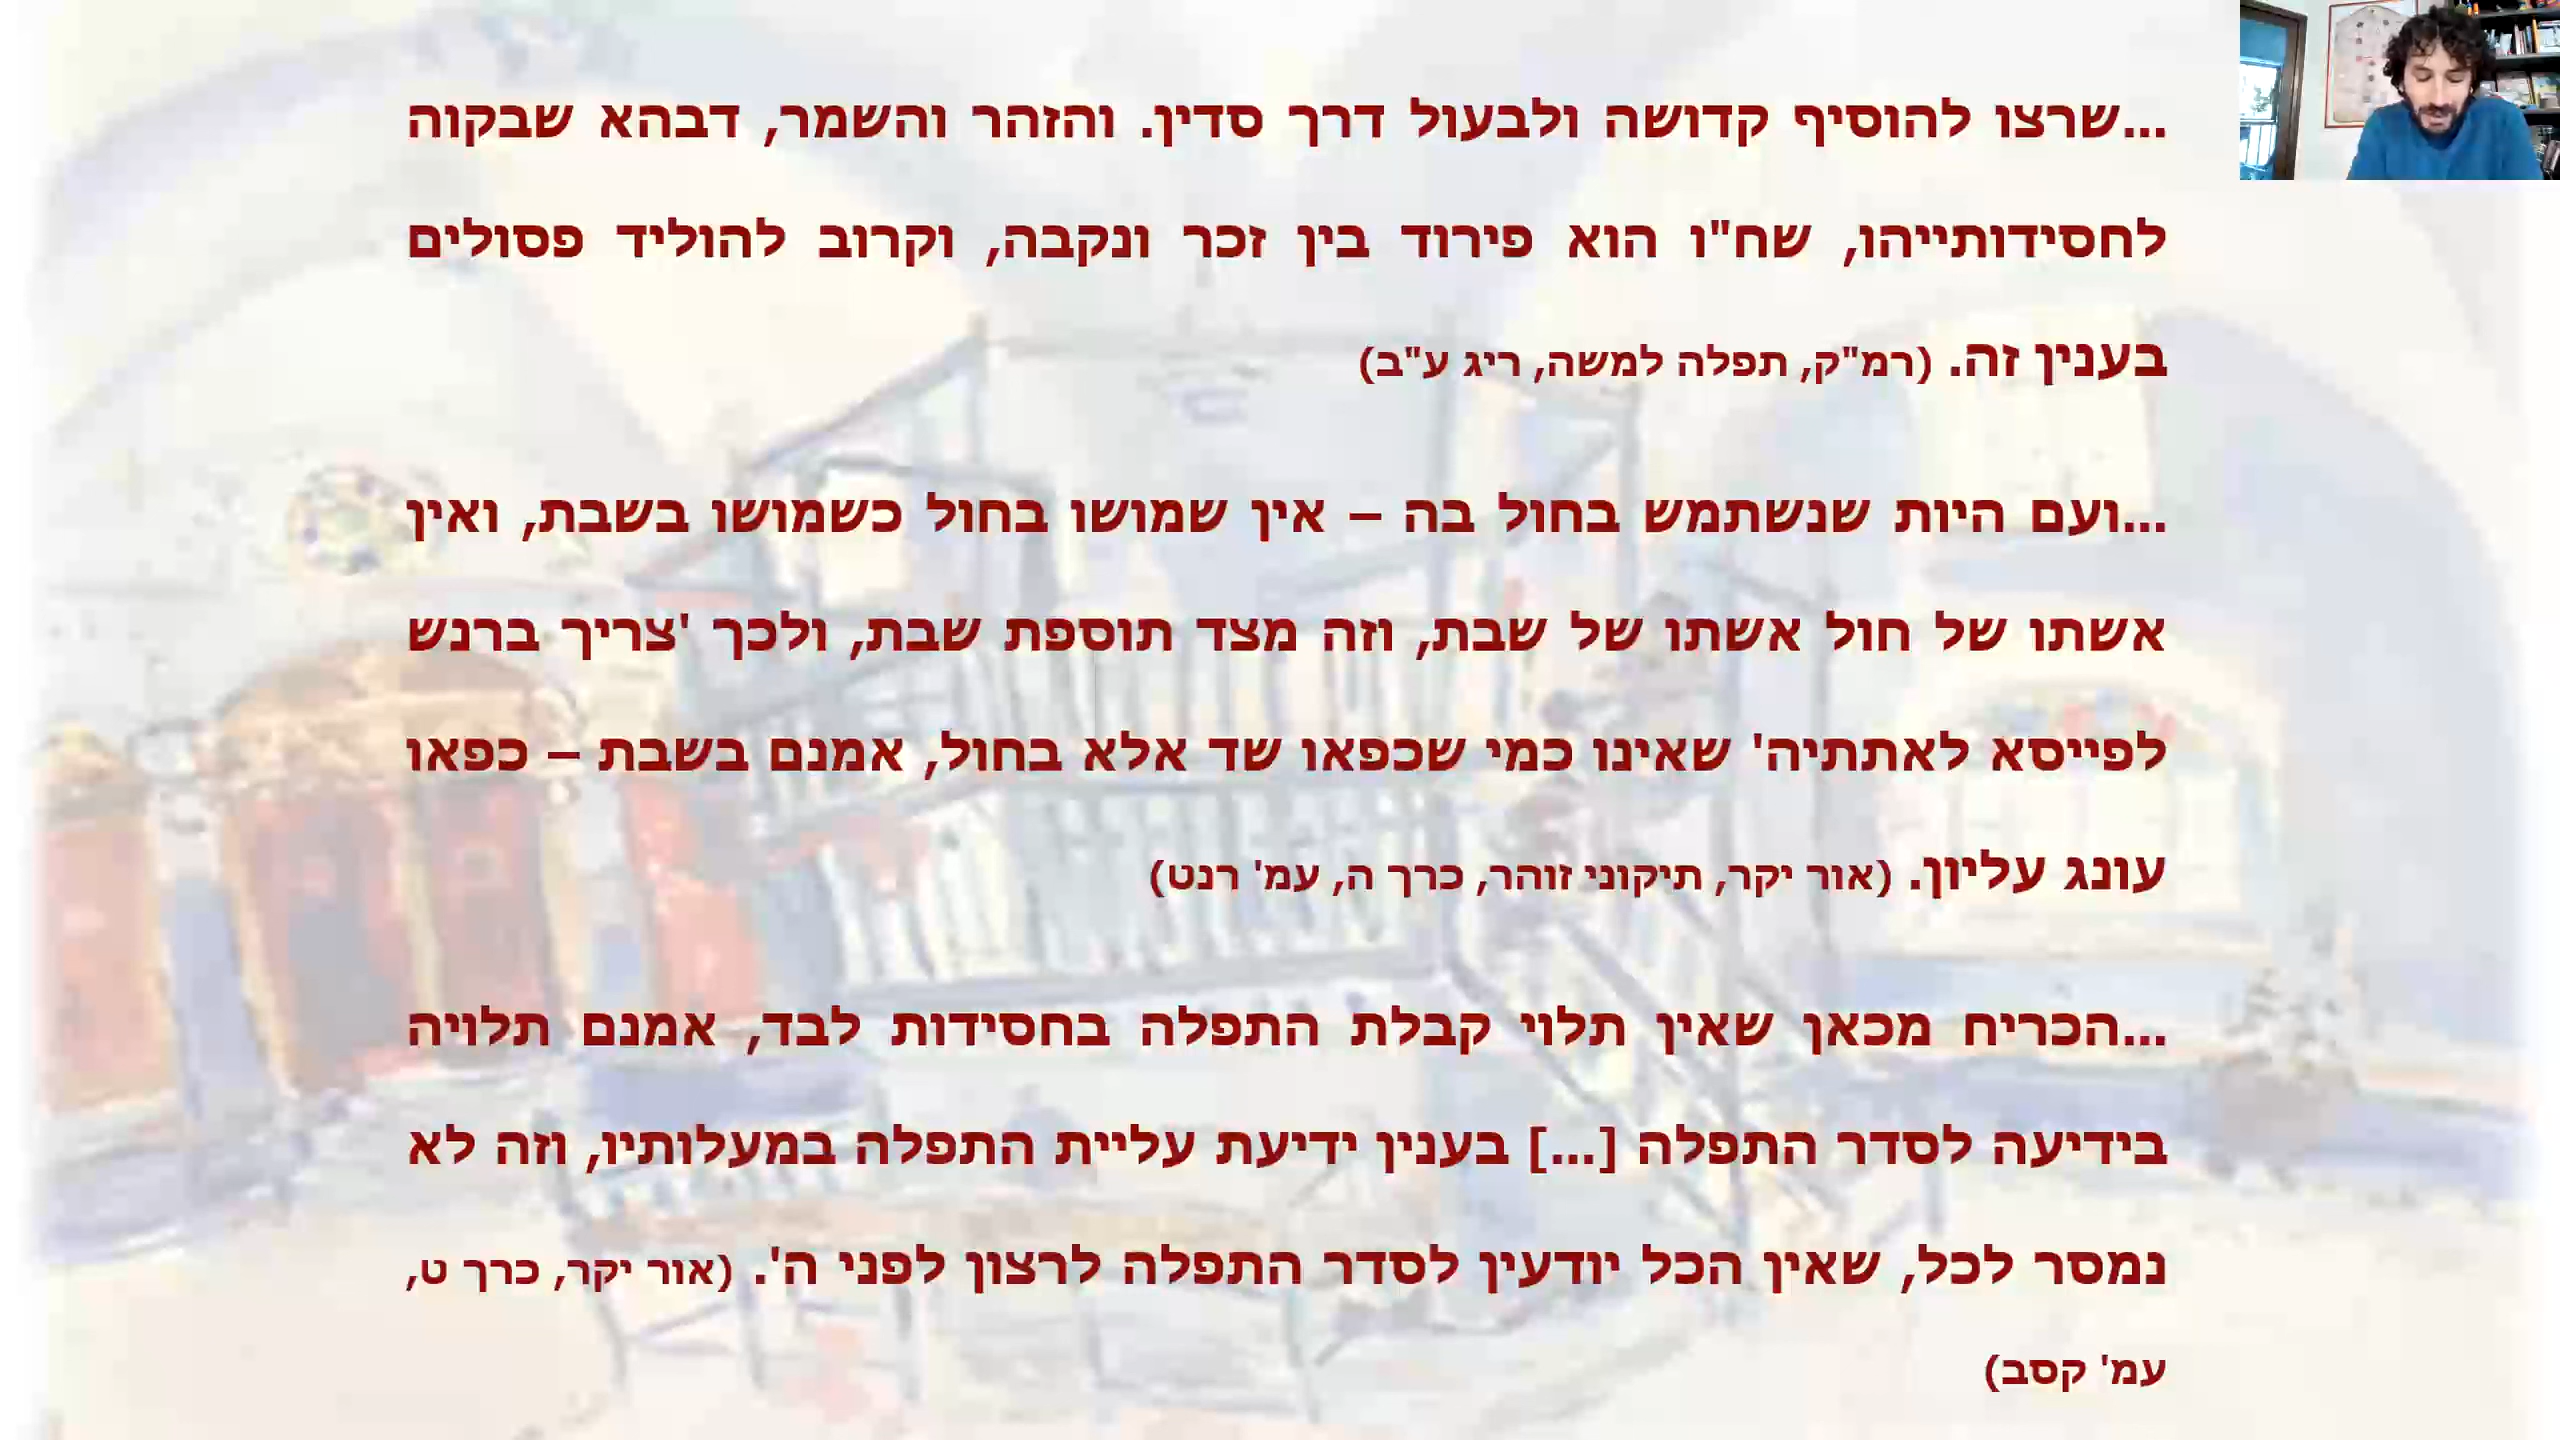 ...שרצו להוסיף קדושה ולבעול דרך סדין. והזהר והשמר, דבהא שבקוה
לחסידותייהו, שח"ו הוא פירוד בין זכר ונקבה, וקרוב להוליד פסולים
בענין זה. (רמ"ק, תפלה למשה, ריג ע"ב)
...ועם היות שנשתמש בחול בה – אין שמושו בחול כשמושו בשבת, ואין
אשתו של חול אשתו של שבת, וזה מצד תוספת שבת, ולכך 'צריך ברנש
לפייסא לאתתיה' שאינו כמי שכפאו שד אלא בחול, אמנם בשבת – כפאו
עונג עליון. (אור יקר, תיקוני זוהר, כרך ה, עמ' רנט)
...הכריח מכאן שאין תלוי קבלת התפלה בחסידות לבד, אמנם תלויה
בידיעה לסדר התפלה [...] בענין ידיעת עליית התפלה במעלותיו, וזה לא
נמסר לכל, שאין הכל יודעין לסדר התפלה לרצון לפני ה'. (אור יקר, כרך ט,
עמ' קסב)